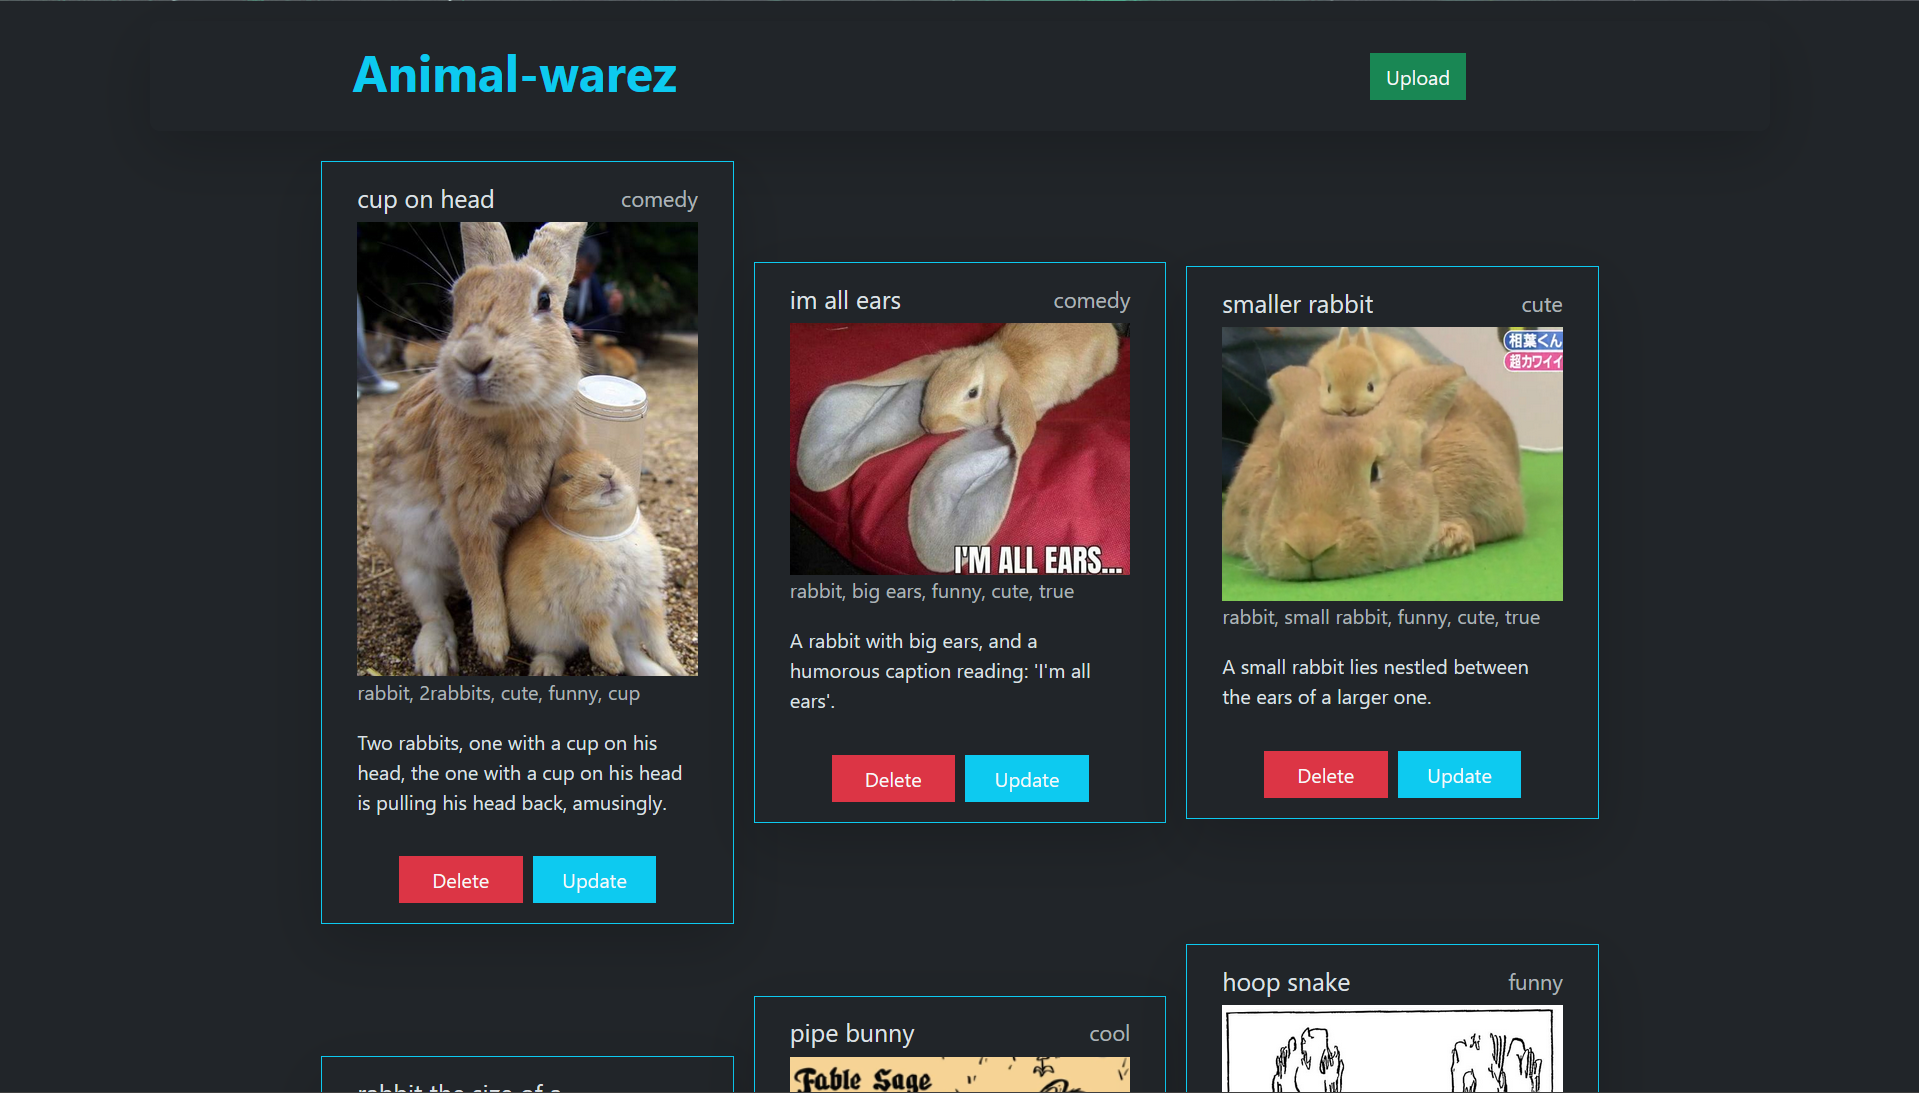 Animal-warez
Upload
cup on head
comedy
rabbit, 2rabbits, cute, funny, cup
Two rabbits, one with a cup on his
head, the one with a cup on his head
is pulling his head back, amusingly.
Delete
Update
im all ears
comedy
I'M ALL EARS...
rabbit, big ears, funny, cute, true
A rabbit with big ears, and a
humorous caption reading: 'I'm all
ears'.
Delete
Update
smaller rabbit
cute
相葉くん
超カワイイ
rabbit, small rabbit, funny, cute, true
A small rabbit lies nestled between
the ears of a larger one.
Delete
Update
rabbit the size of a
pipe bunny
cool
Fable Sage
hoop snake
funny